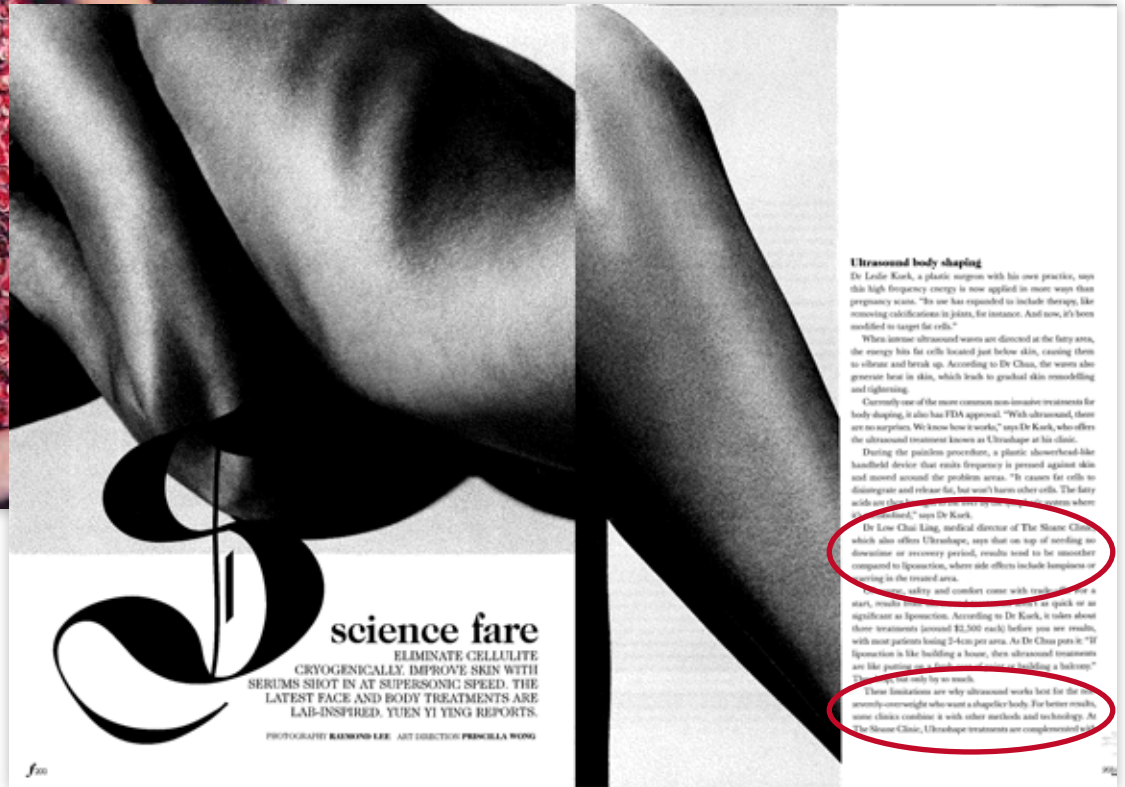 S
science fare
ELIMINATE CELLULITE
CRYOGENICALLY. IMPROVE SKIN WITH
SERUMS SHOT IN AT SUPERSONIC SPEED. THE
LATEST FACE AND BODY TREATMENTS ARE
LAB-INSPIRED. YUEN YI YING REPORTS.
PHOTOGRAPHY RAYMOND LEE ART DIRECTION PRISCILLA WONG
f200
Ultrasound body shaping
Dr Leslie Kuek, a plastic surgeon with his own practice, says
this high frequency energy is now applied in more ways than
pregnancy scans. "Its use has expanded to include therapy, like
removing calcifications in joints, for instance. And now, it's been
modified to target fat cells."
When intense ultrasound waves are directed at the fatty area,
the energy hits fat cells located just below skin, causing them
to vibrate and break up. According to Dr Chua, the waves also
generate heat in skin, which leads to gradual skin remodelling
and tightening.
Currently one of the more common non-invasive treatments for
body shaping, it also has FDA approval. "With ultrasound, there
are no surprises. We know how it works," says Dr Kuek, who offers
the ultrasound treatment known as Ultrashape at his clinic.
During the painless procedure, a plastic showerhead-like
handheld device that emits frequency is pressed against skin
and moved around the problem areas. "It causes fat cells to
disintegrate and release fat, but won't harm other cells. The fatty
acids are then to the liver by the system where
says Dr Kuek.
Dr Low Chai Ling, medical director of The Sloane Clinic,
which also offers Ultrashape, says that on top of needing no
downtime or recovery period, results tend to be smoother
compared to liposuction, where side effects include lumpiness or
scarring in the treated area.
safety and comfort come with For a
start, results as quick or as
significant as liposuction. According to Dr Kuek, it takes about
three treatments (around $2,500 each) before you see results,
with most patients losing 2-4cm per area. As Dr Chua puts it: "If
liposuction is like building a house, then ultrasound treatments
are like putting on a or building a balcony."
but only by so much.
These limitations are why ultrasound works best for the
severely-overweight who want a shapelier body. For better results,
some clinics combine it with other methods and technology. At
The Sloane Clinic, Ultrashape treatments are complemented with